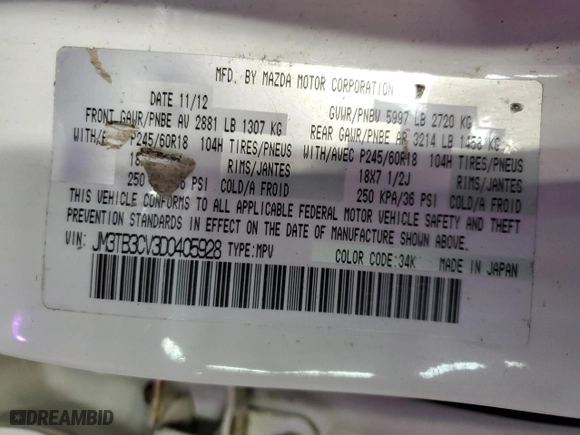 MFD. BY MAZDA MOTOR CORPORATION
DATE 11/12 GVWR/PNBV 5997 LB 2720 KG
FRONT GAWR/PNBE AV 2881 LB 1307 KG REAR GAWR/PNBE AR 3214 LB 1458 KG
WITH/AVEC P245/60R18 104H TIRES/PNEUS WITH/AVEC P245/60R18 104H TIRES/PNEUS
RIMS/JANTES 18X7 1/2J RIMS/JANTES
250 PSI COLD/A FROID 250 KPA/36 PSI COLD/A FROID
THIS VEHICLE CONFORMS TO ALL APPLICABLE FEDERAL MOTOR VEHICLE SAFETY AND THEFT
PREVENTION STANDARDS IN EFFECT ON THE DATE OF MANUFACTURE SHOWN ABOVE.
VIN: JM3TB3CV3D0405928 TYPE:MPV COLOR CODE:34K MADE IN JAPAN
DREAMBID